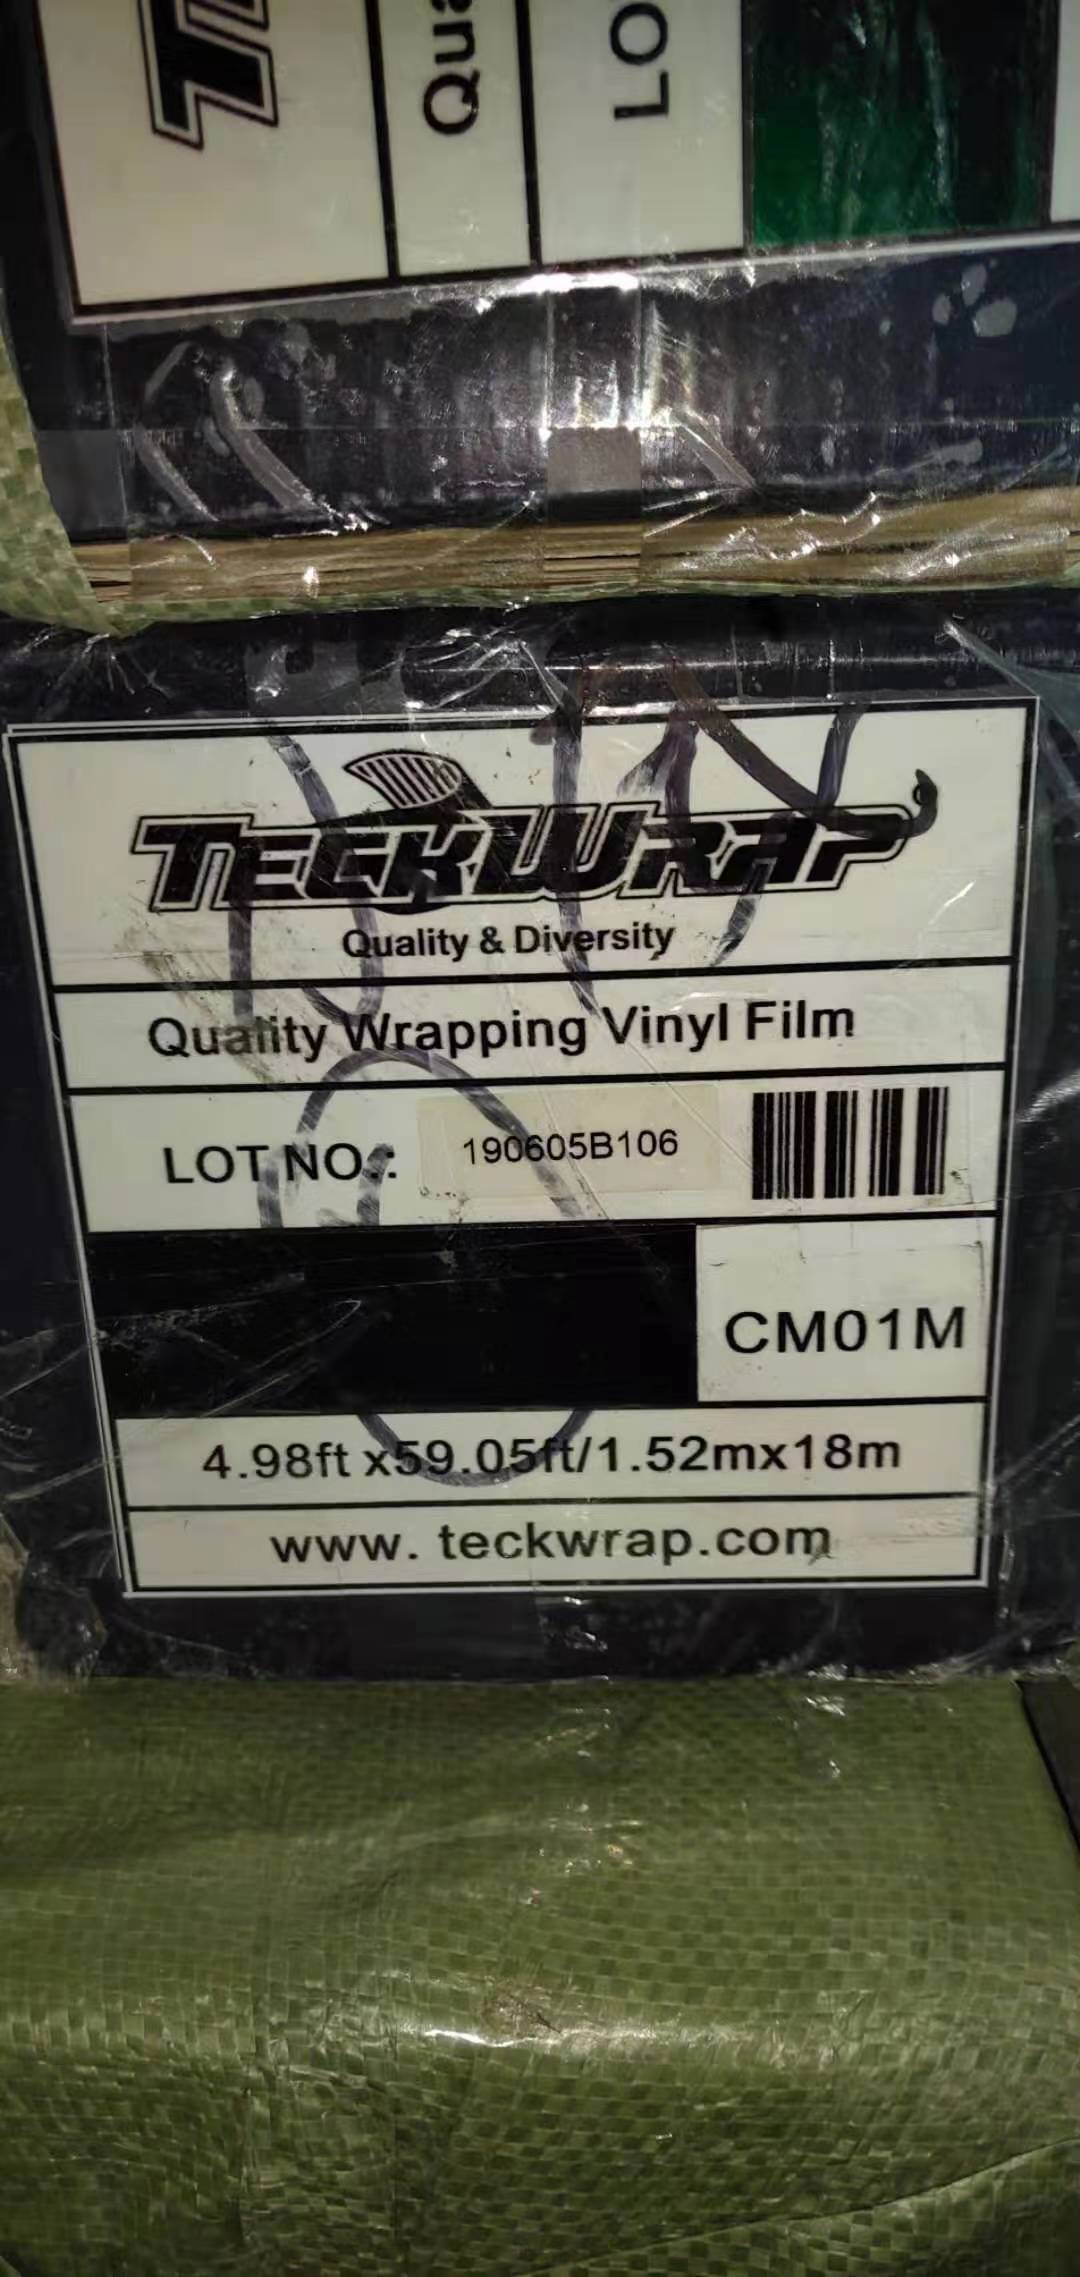 Qua
LO
TECKWRAP
Quality & Diversity
Quality Wrapping Vinyl Film
LOT NO.:
190605B106
CM01M
4.98ft x59.05ft/1.52mx18m
www. teckwrap.com